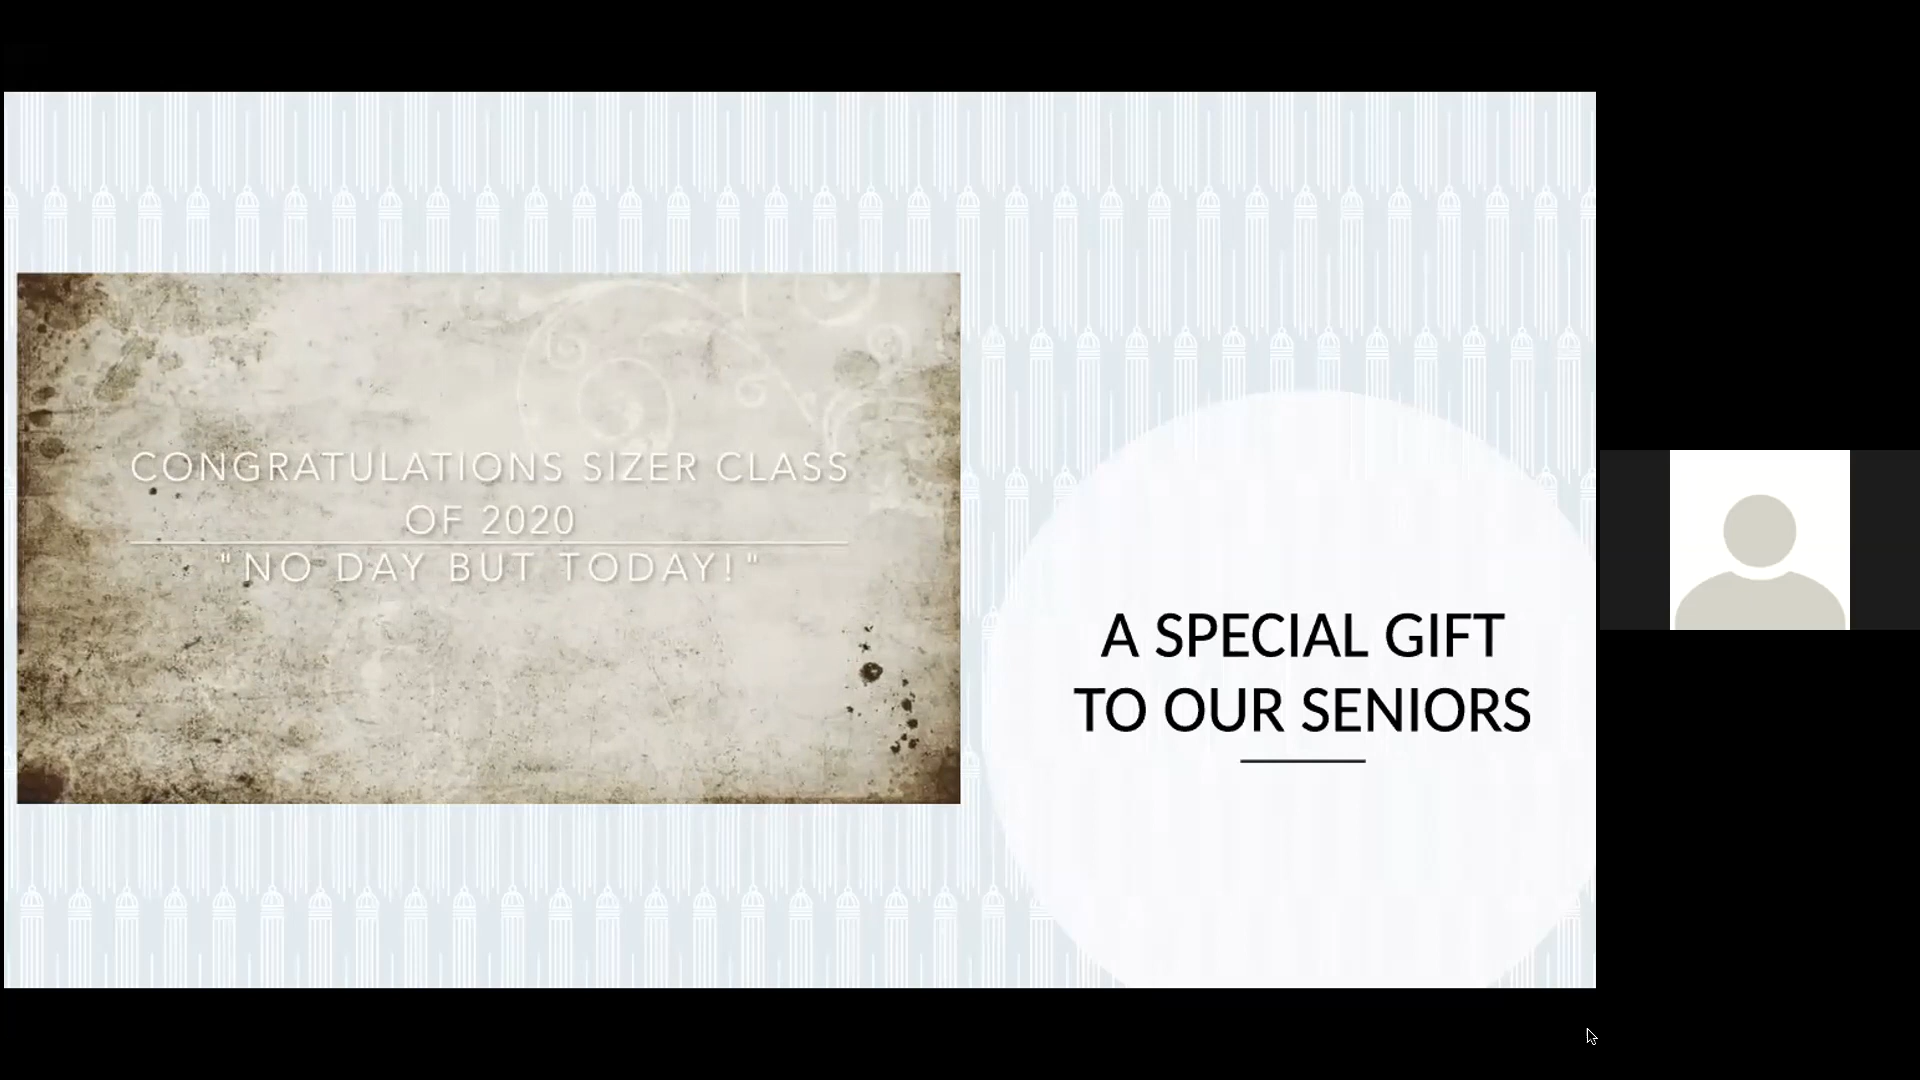 CONGRATULATIONS SIZER CLASS
OF 2020
"NO DAY BUT TODAY!"
A SPECIAL GIFT
TO OUR SENIORS